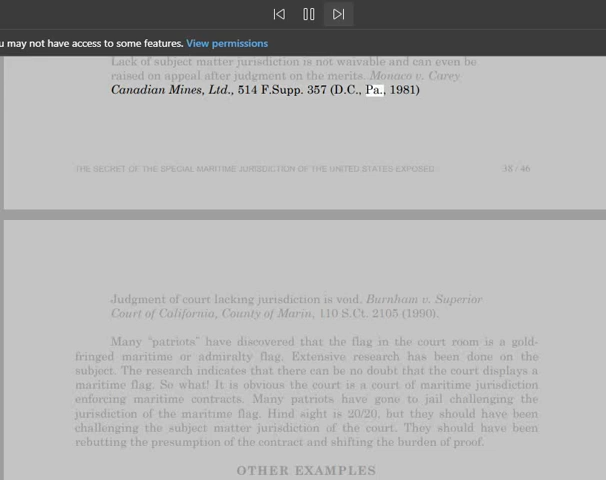 u may not have access to some features. View permissions
Lack of subject matter jurisdiction is not waivable and can even be
raised on appeal after judgment on the merits. Monaco v. Carey
Canadian Mines, Ltd., 514 F.Supp. 357 (D.C., Pa., 1981)
THE SECRET OF THE SPECIAL MARITIME JURISDICTION OF THE UNITED STATES EXPOSED 38 / 46
Judgment of court lacking jurisdiction is void. Burnham v. Superior
Court of California, County of Marin, 110 S.Ct. 2105 (1990).
Many "patriots" have discovered that the flag in the court room is a gold-
fringed maritime or admiralty flag. Extensive research has been done on the
subject. The research indicates that there can be no doubt that the court displays a
maritime flag. So what! It is obvious the court is a court of maritime jurisdiction
enforcing maritime contracts. Many patriots have gone to jail challenging the
jurisdiction of the maritime flag. Hind sight is 20/20, but they should have been
challenging the subject matter jurisdiction of the court. They should have been
rebutting the presumption of the contract and shifting the burden of proof.
OTHER EXAMPLES